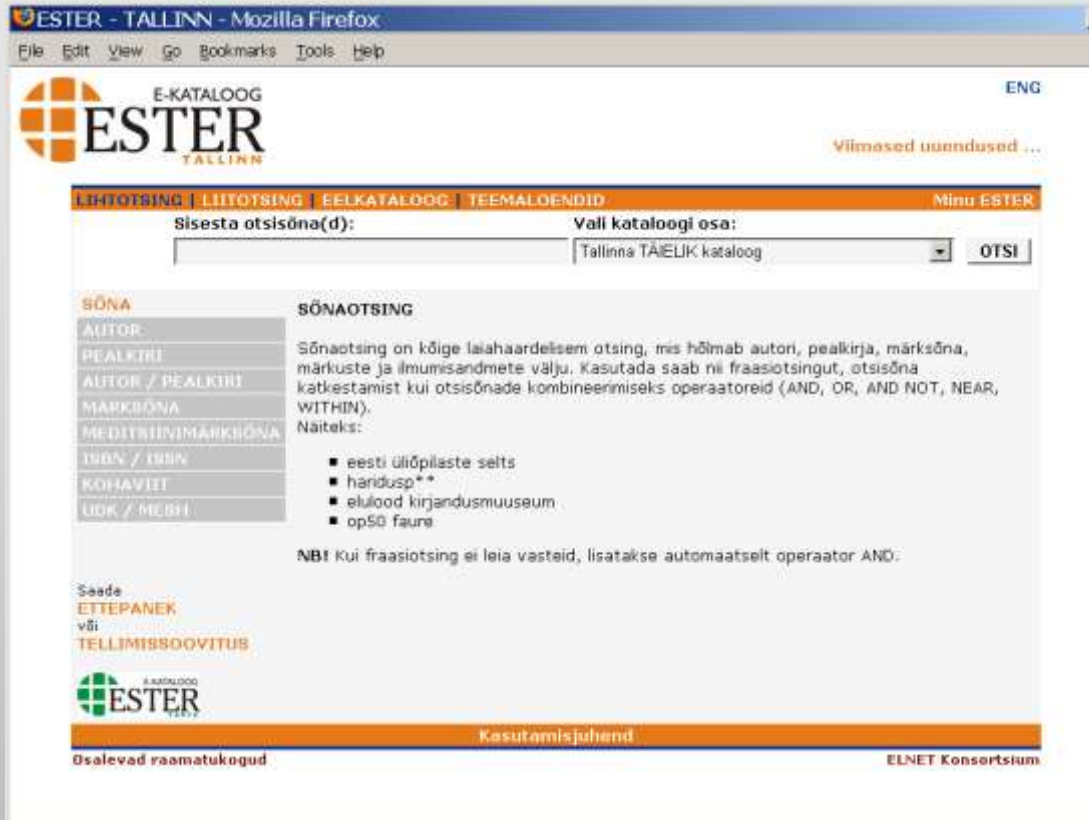 ESTER - TALLINN - Mozilla Firefox
File Edit View Go Bookmarks Tools Help
E-KATALOOG
ESTER
TALLINN
ENG
Viimased uuendused ...
LIHTOTSING | LIITOTSING | EELKATALOOG | TEEMALOENDID Minu ESTER
Sisesta otsisõna(d): Vali kataloogi osa:
Tallinna TÄIELIK kataloog OTSI
SÕNA
AUTOR
PEALKIRI
AUTOR / PEALKIRI
MÄRKSÕNA
MEDITSIINIMÄRKSÕNA
ISBN / ISSN
KOHAVIIT
UDK / MESH
SÕNAOTSING
Sõnaotsing on kõige laiahaardelisem otsing, mis hõlmab autori, pealkirja, märksõna,
märkuste ja ilmumisandmete välju. Kasutada saab nii fraasiotsingut, otsisõna
katkestamist kui otsisõnade kombineerimiseks operaatoreid (AND, OR, AND NOT, NEAR,
WITHIN).
Näiteks:
eesti üliõpilaste selts
haridusp**
elulood kirjandusmuuseum
op50 faure
NB! Kui fraasiotsing ei leia vasteid, lisatakse automaatselt operaator AND.
Saada
ETTEPANEK
või
TELLIMISSOOVITUS
E-KATALOOG
ESTER
TARTU
Kasutamisjuhend
Osalevad raamatukogud ELNET Konsortsium